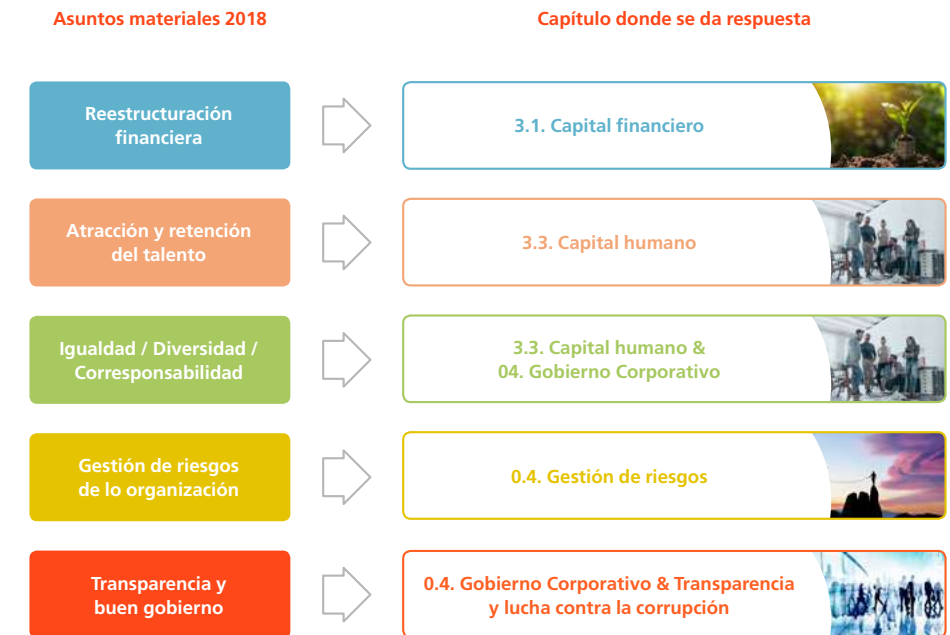 Asuntos materiales 2018
Capítulo donde se da respuesta
Reestructuración
financiera
3.1. Capital financiero
Atracción y retención
del talento
3.3. Capital humano
Igualdad / Diversidad /
Corresponsabilidad
3.3. Capital humano &
04. Gobierno Corporativo
Gestión de riesgos
de lo organización
0.4. Gestión de riesgos
Transparencia y
buen gobierno
0.4. Gobierno Corporativo & Transparencia
y lucha contra la corrupción